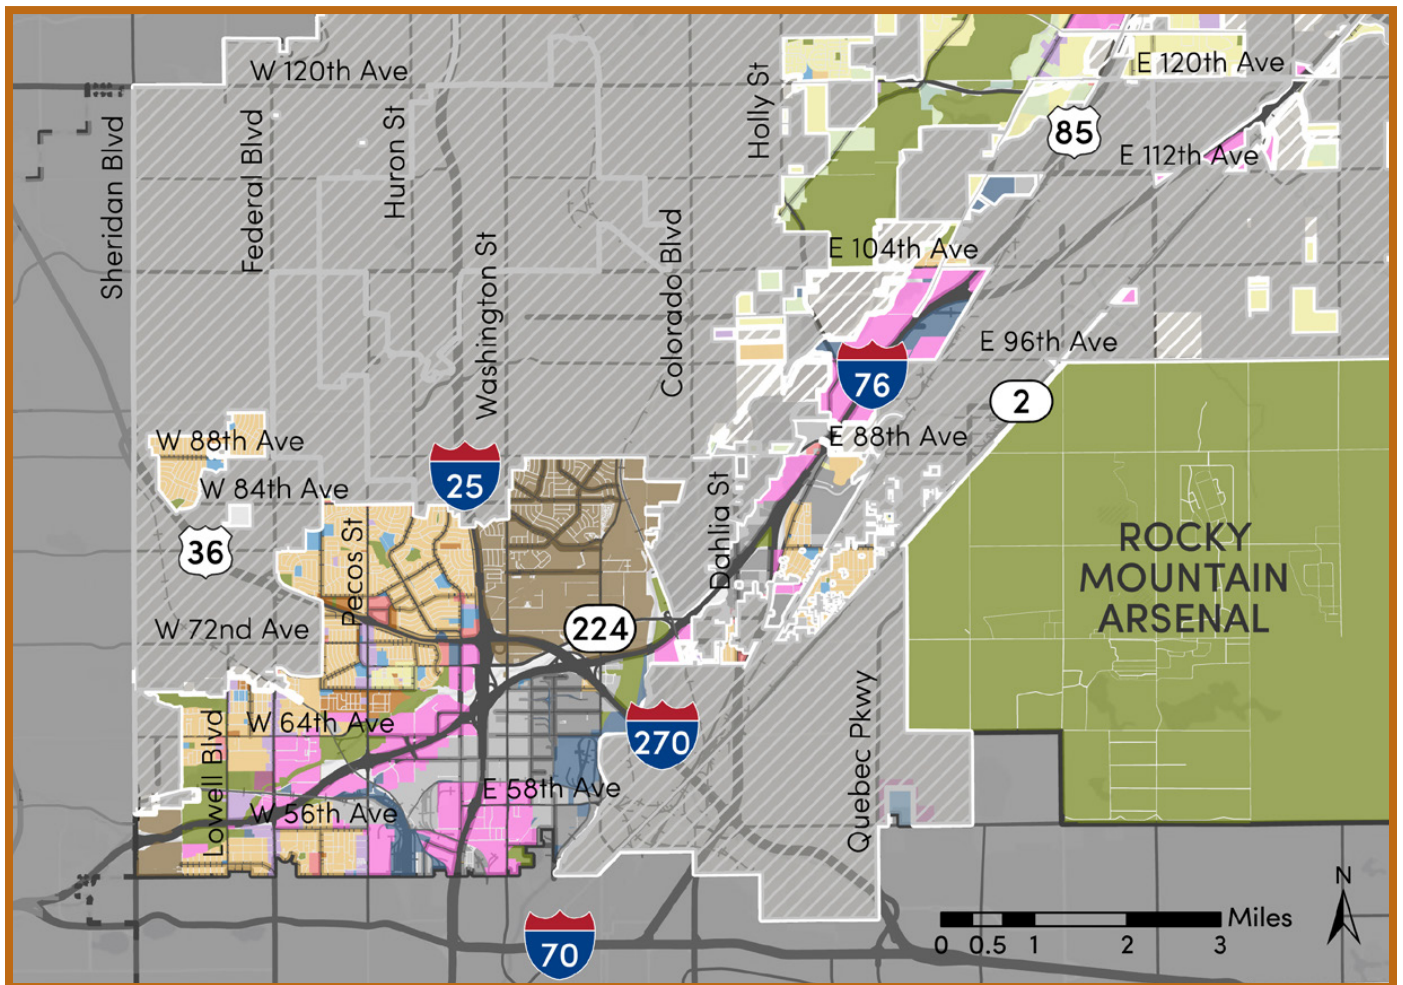 W 120th Ave
E 120th Ave
Holly St
85
Sheridan Blvd
Federal Blvd
Huron St
E 112th Ave
Washington St
Colorado Blvd
E 104th Ave
E 96th Ave
76
2
W 88th Ave
E 88th Ave
25
W 84th Ave
36
Pecos St
Dahlia St
ROCKY
MOUNTAIN
ARSENAL
224
W 72nd Ave
Lowell Blvd
W 64th Ave
270
Quebec Pkwy
E 58th Ave
W 56th Ave
N
70
Miles
0 0.5 1 2 3